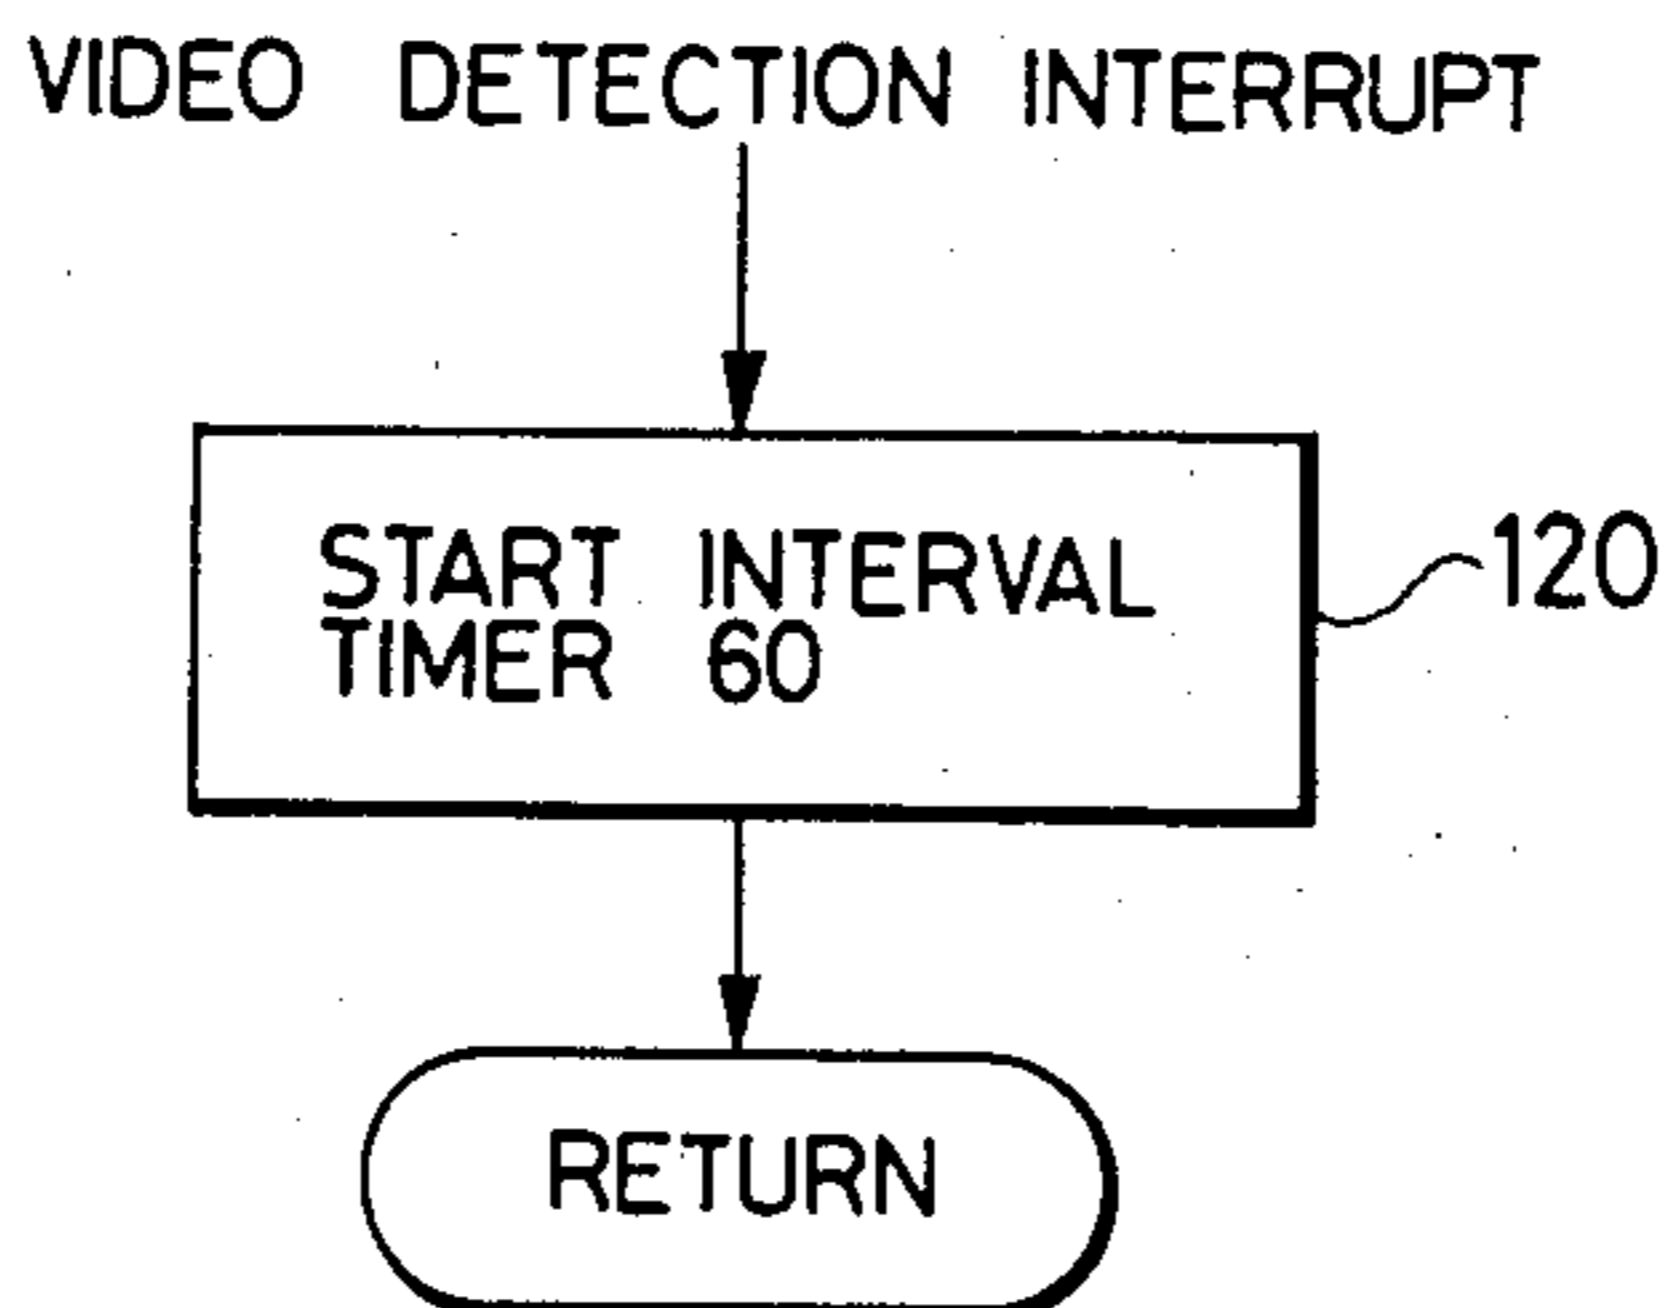 VIDEO DETECTION INTERRUPT
START INTERVAL
TIMER 60
120
RETURN